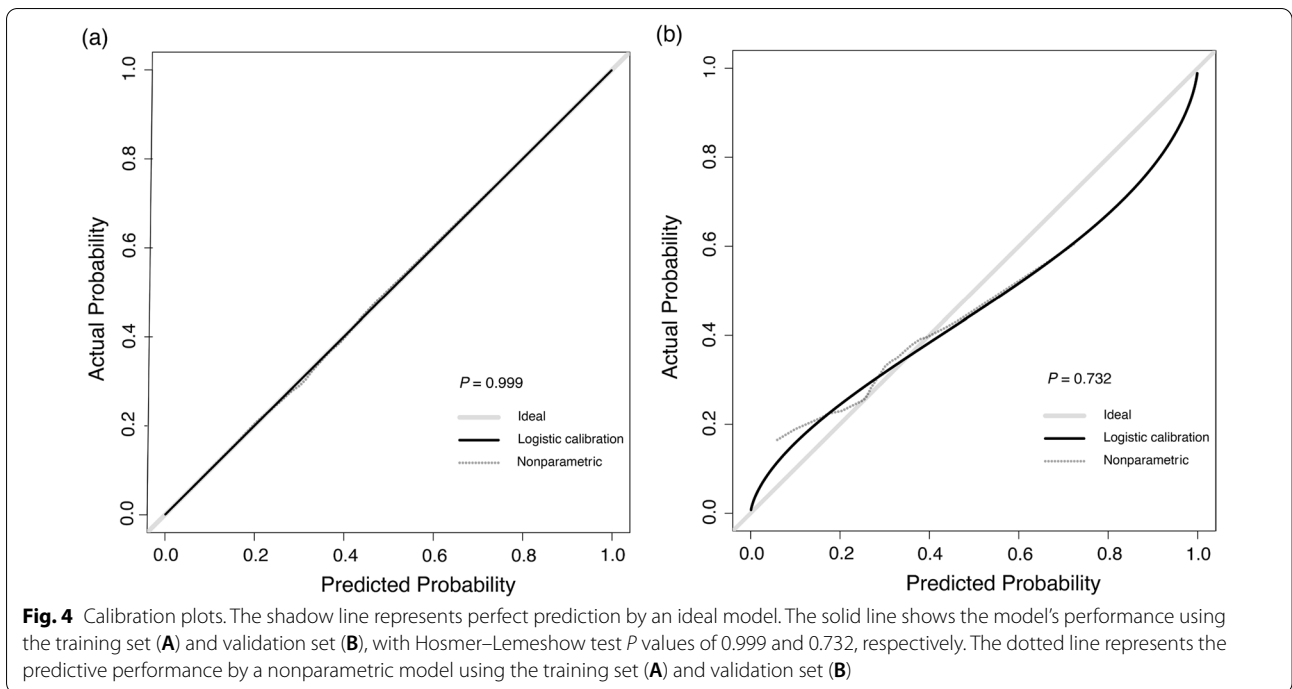 (a)
1.0
0.8
0.6
0.4
0.2
0.0
Actual Probability
P = 0.999
Ideal
Logistic calibration
Nonparametric
0.0 0.2 0.4 0.6 0.8 1.0
Predicted Probability
(b)
1.0
0.8
0.6
0.4
0.2
0.0
Actual Probability
P = 0.732
Ideal
Logistic calibration
Nonparametric
0.0 0.2 0.4 0.6 0.8 1.0
Predicted Probability
Fig. 4 Calibration plots. The shadow line represents perfect prediction by an ideal model. The solid line shows the model’s performance using
the training set (A) and validation set (B), with Hosmer–Lemeshow test P values of 0.999 and 0.732, respectively. The dotted line represents the
predictive performance by a nonparametric model using the training set (A) and validation set (B)